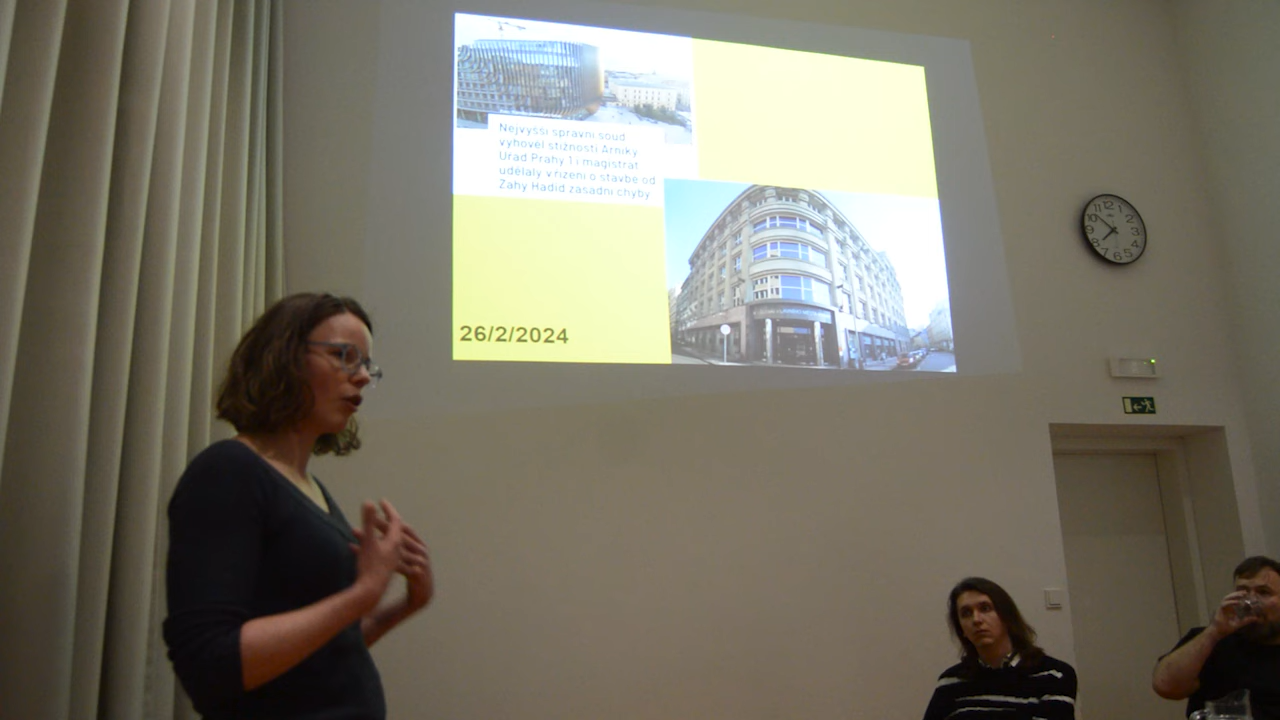 Nejvyšší správní soud
vyhověl stížnosti Arniky
Úřad Prahy 1 i magistrát
udělaly v řízení o stavbě od
Zahy Hadid zásadní chyby
26/2/2024